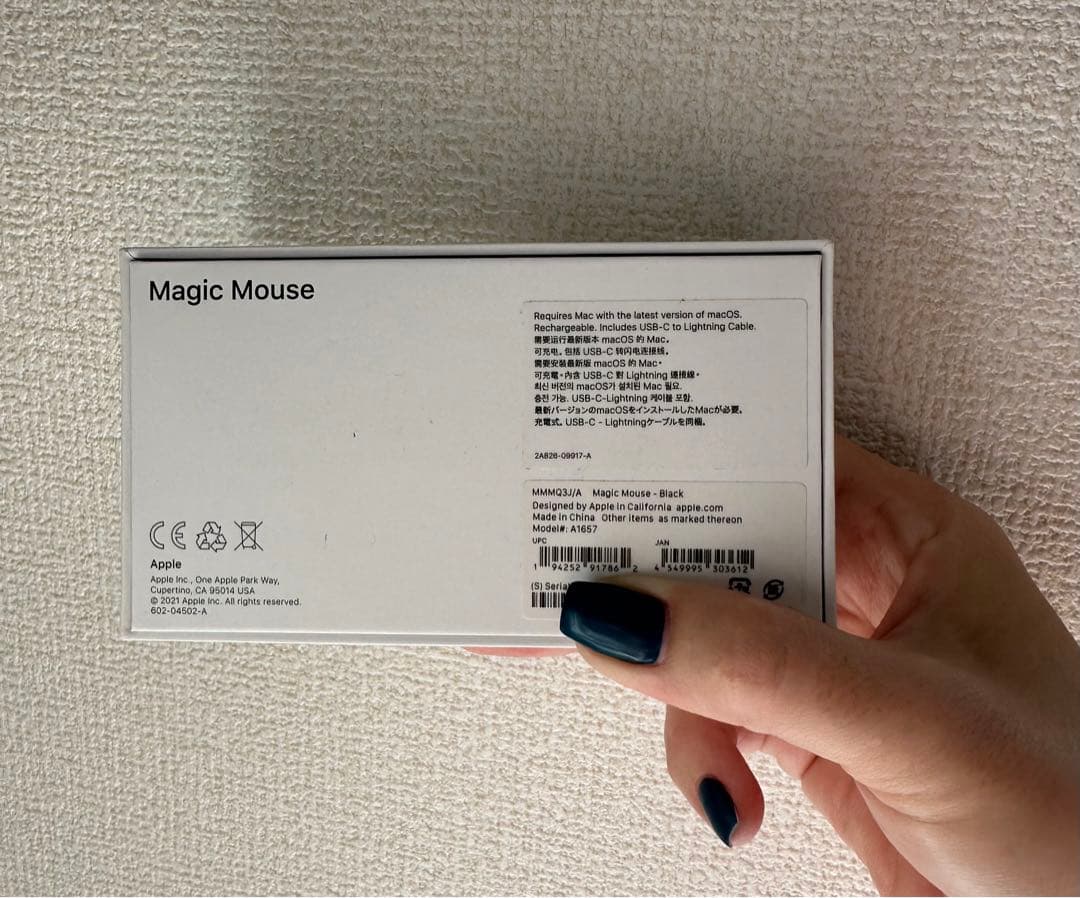 Magic Mouse
Requires Mac with the latest version of macOS.
Rechargeable. Includes USB-C to Lightning Cable.
需要运行最新版本 macOS 的 Mac。
可充电。包括 USB-C 转闪电连接线。
需要安裝最新版 macOS 的 Mac。
可充電。內含 USB-C 對 Lightning 連接線。
최신 버전의 macOS가 설치된 Mac 필요.
충전 가능. USB-C-Lightning 케이블 포함.
最新バージョンのmacOSをインストールしたMacが必要。
充電式。USB-C - Lightningケーブルを同梱。
2AB26-09917-A
MMMQ3J/A Magic Mouse - Black
Designed by Apple in California apple.com
Made in China Other items as marked thereon
Model#: A1657
UPC
1 94252 91786 2
JAN
4 549995 303612
(S) Serial
CE
Apple
Apple Inc., One Apple Park Way,
Cupertino, CA 95014 USA
© 2021 Apple Inc. All rights reserved.
602-04502-A